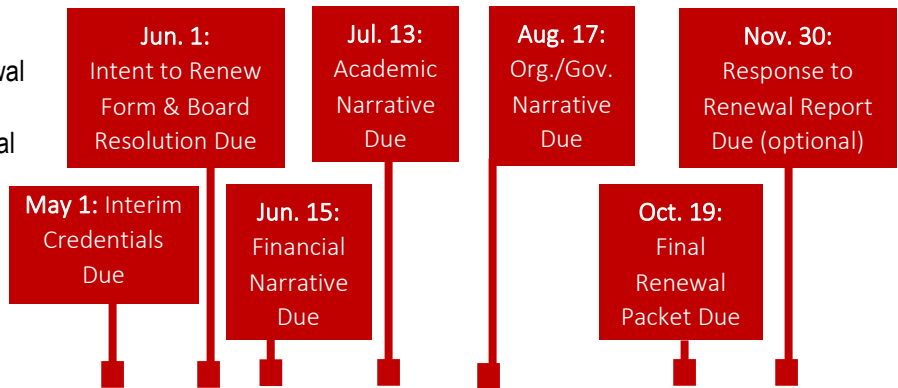 Jun. 1:
Intent to Renew
Form & Board
Resolution Due
Jul. 13:
Academic
Narrative
Due
Aug. 17:
Org./Gov.
Narrative
Due
Nov. 30:
Response to
Renewal Report
Due (optional)
May 1: Interim
Credentials
Due
Jun. 15:
Financial
Narrative
Due
Oct. 19:
Final
Renewal
Packet Due